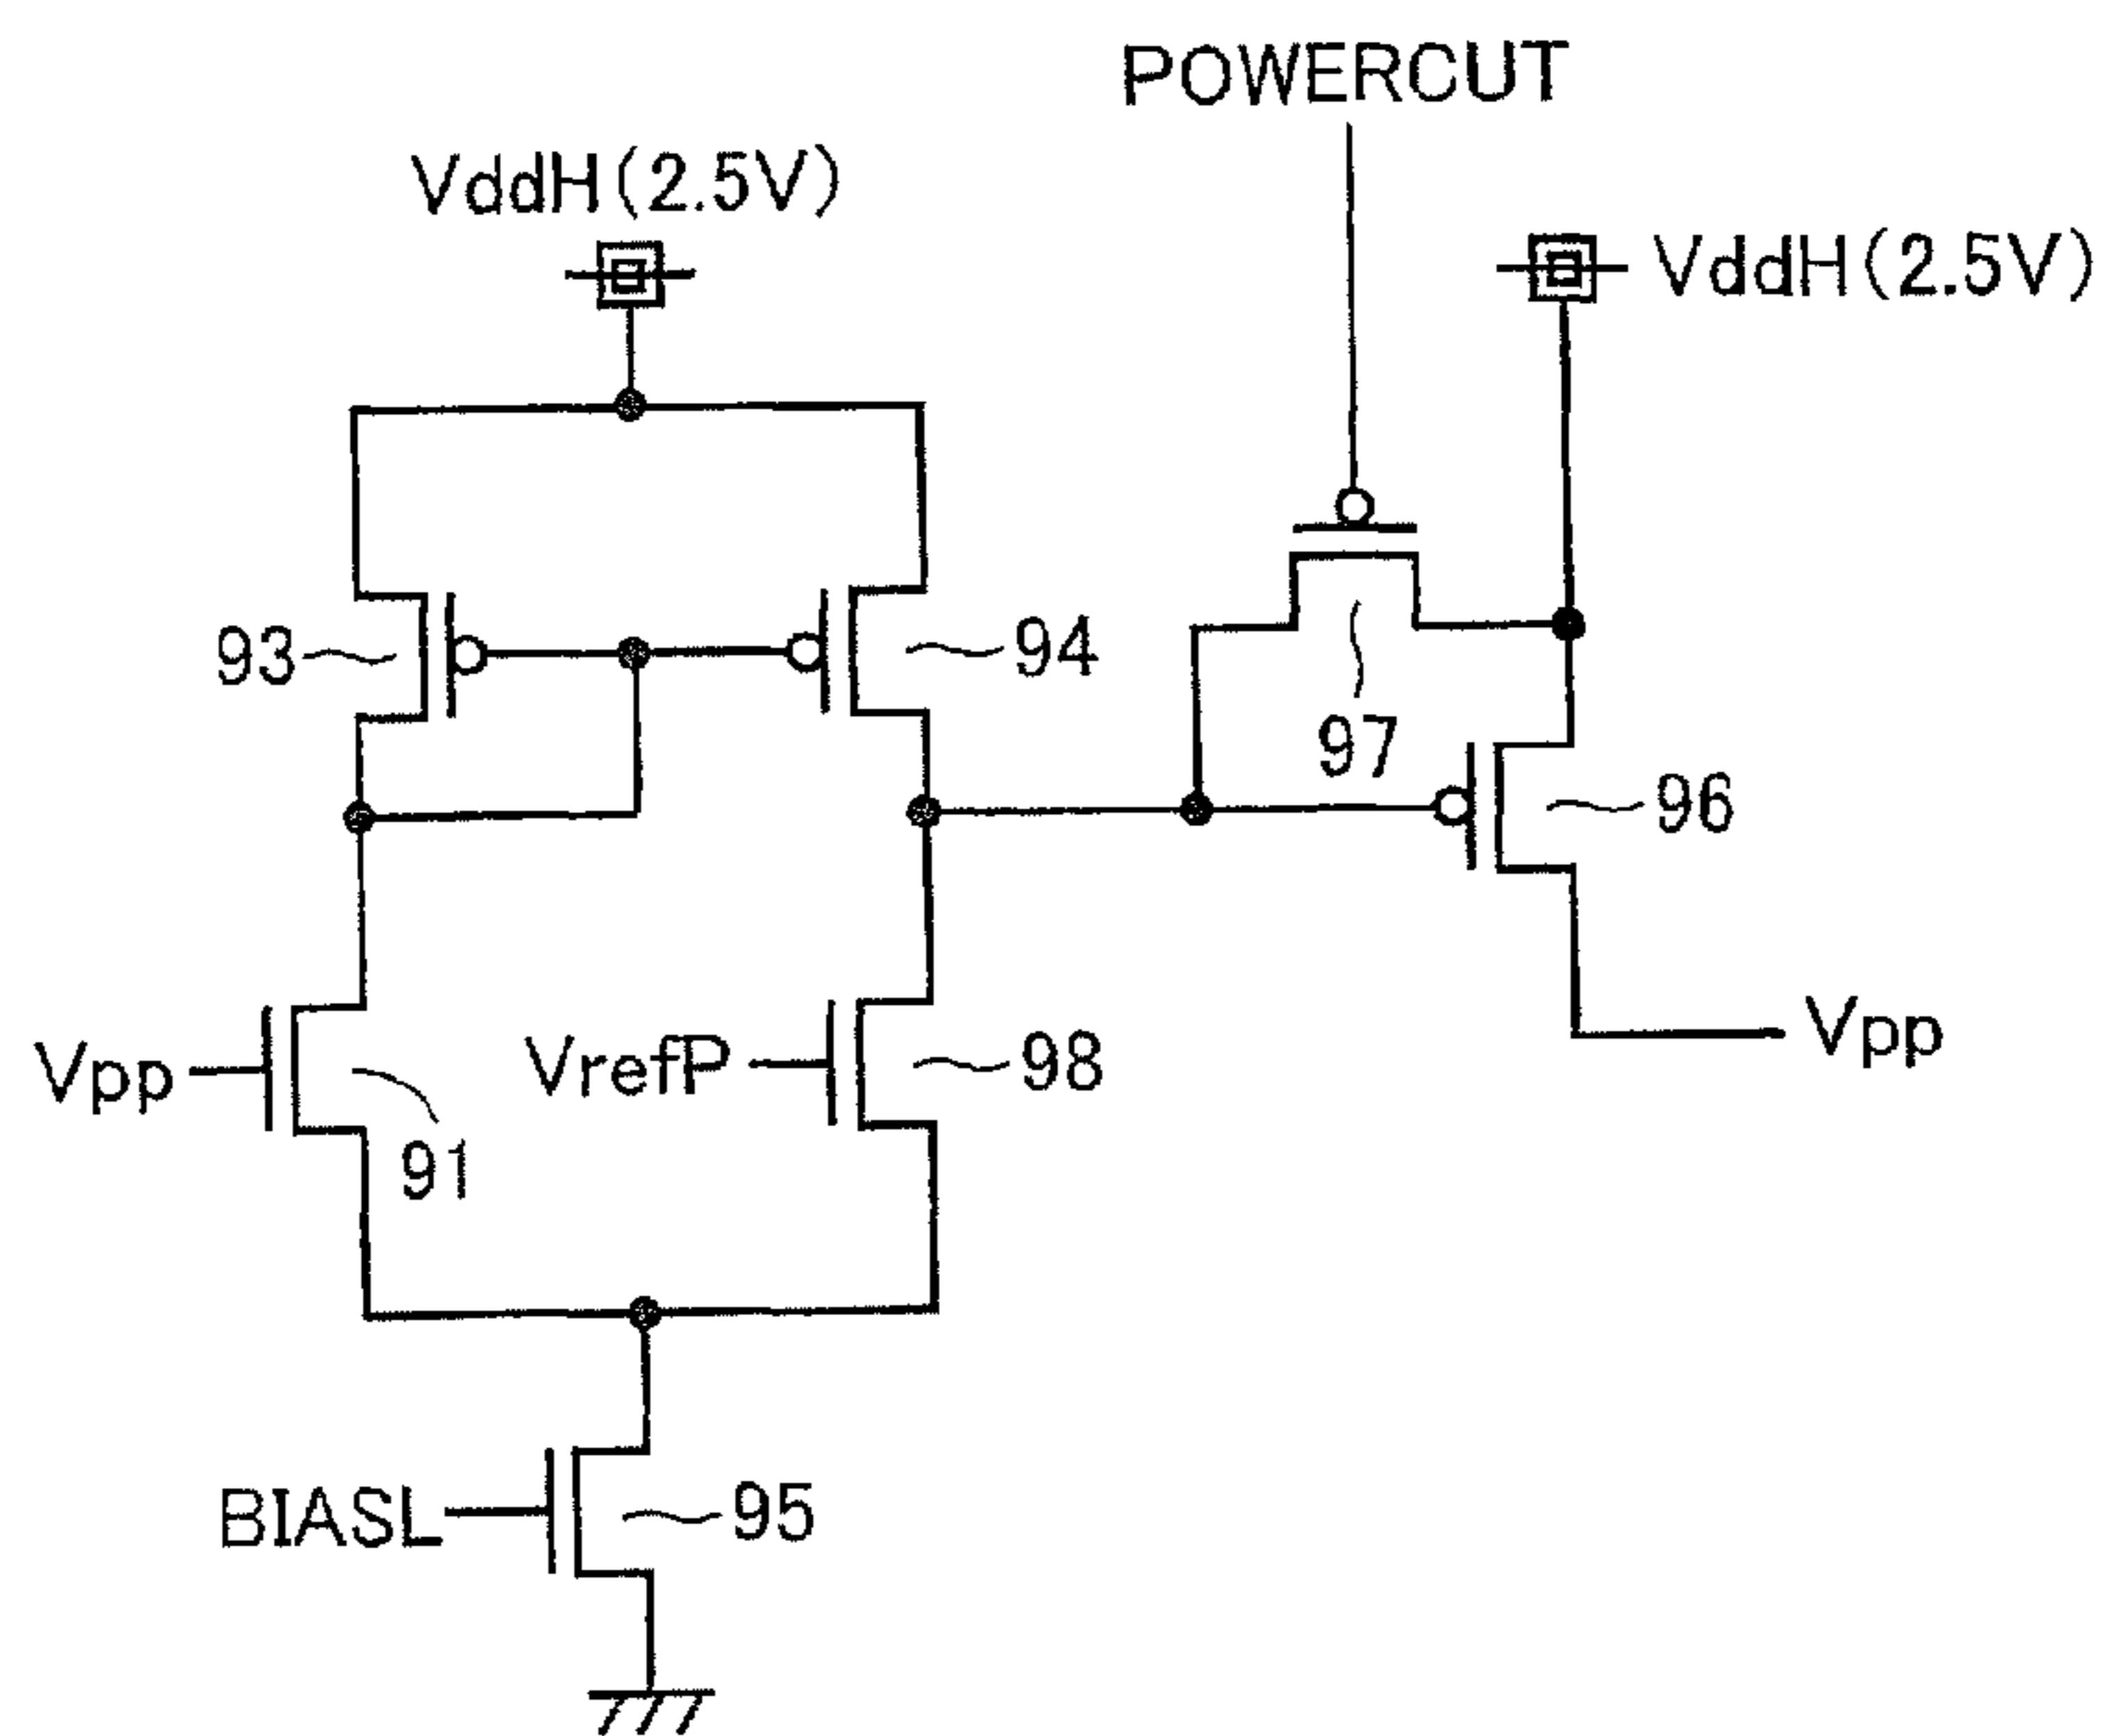 POWERCUT
VddH(2.5V)
VddH(2.5V)
93
94
97
96
Vpp
VrefP
98
Vpp
91
BIASL
95